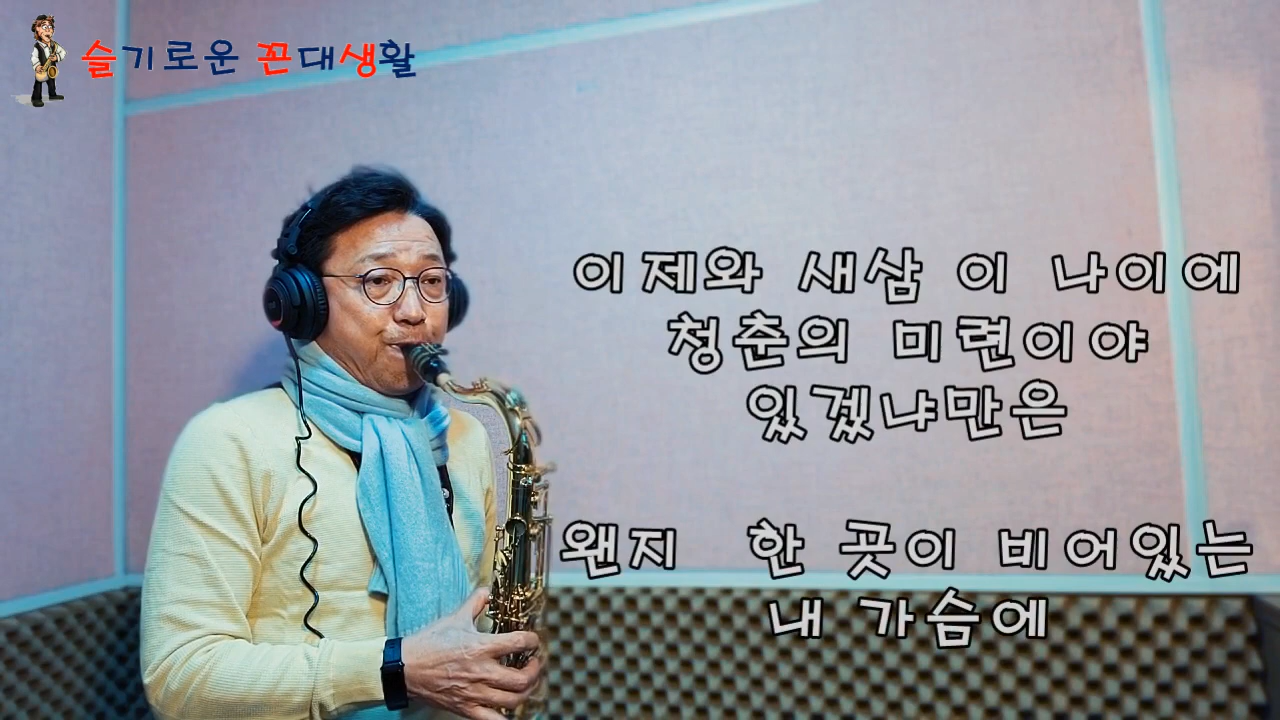 슬기로운 꼰대생활
이제와 새삼 이 나이에
청춘의 미련이야
있겠냐만은
왠지 한 곳이 비어있는
내 가슴에